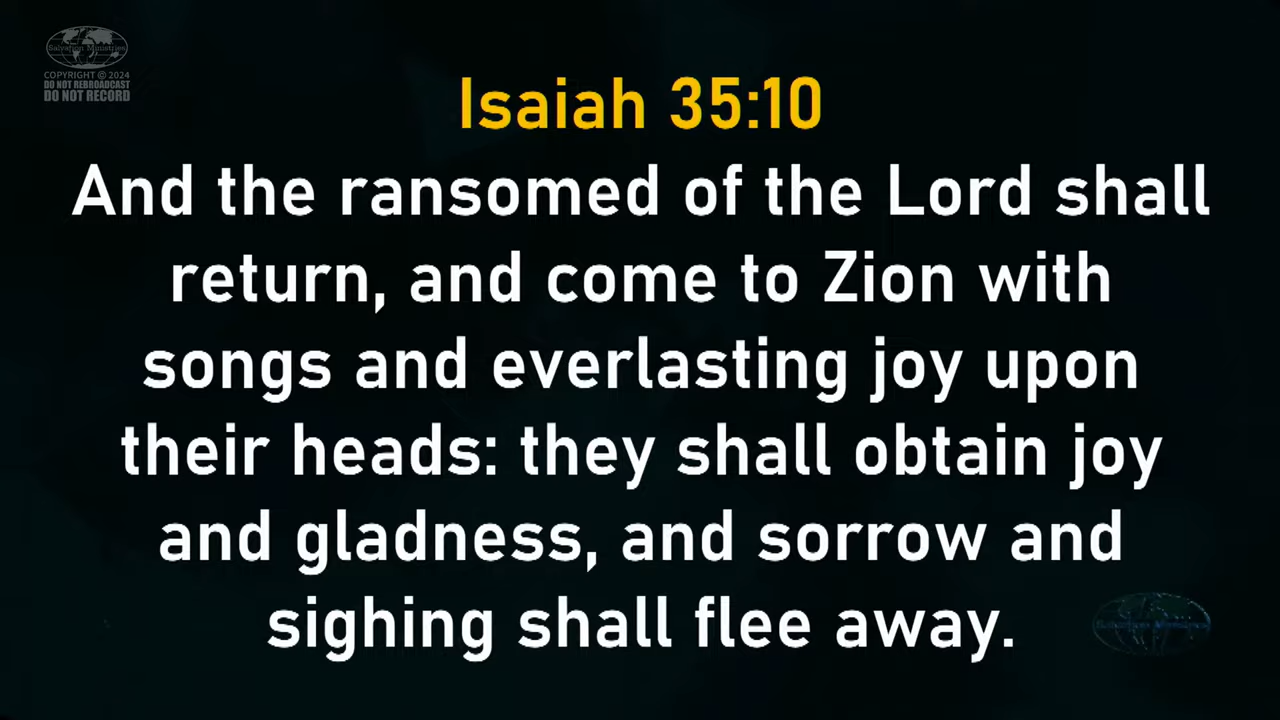 Salvation Ministries
COPYRIGHT © 2024
DO NOT REBROADCAST
DO NOT RECORD
Isaiah 35:10
And the ransomed of the Lord shall
return, and come to Zion with
songs and everlasting joy upon
their heads: they shall obtain joy
and gladness, and sorrow and
sighing shall flee away.
Salvation Ministries